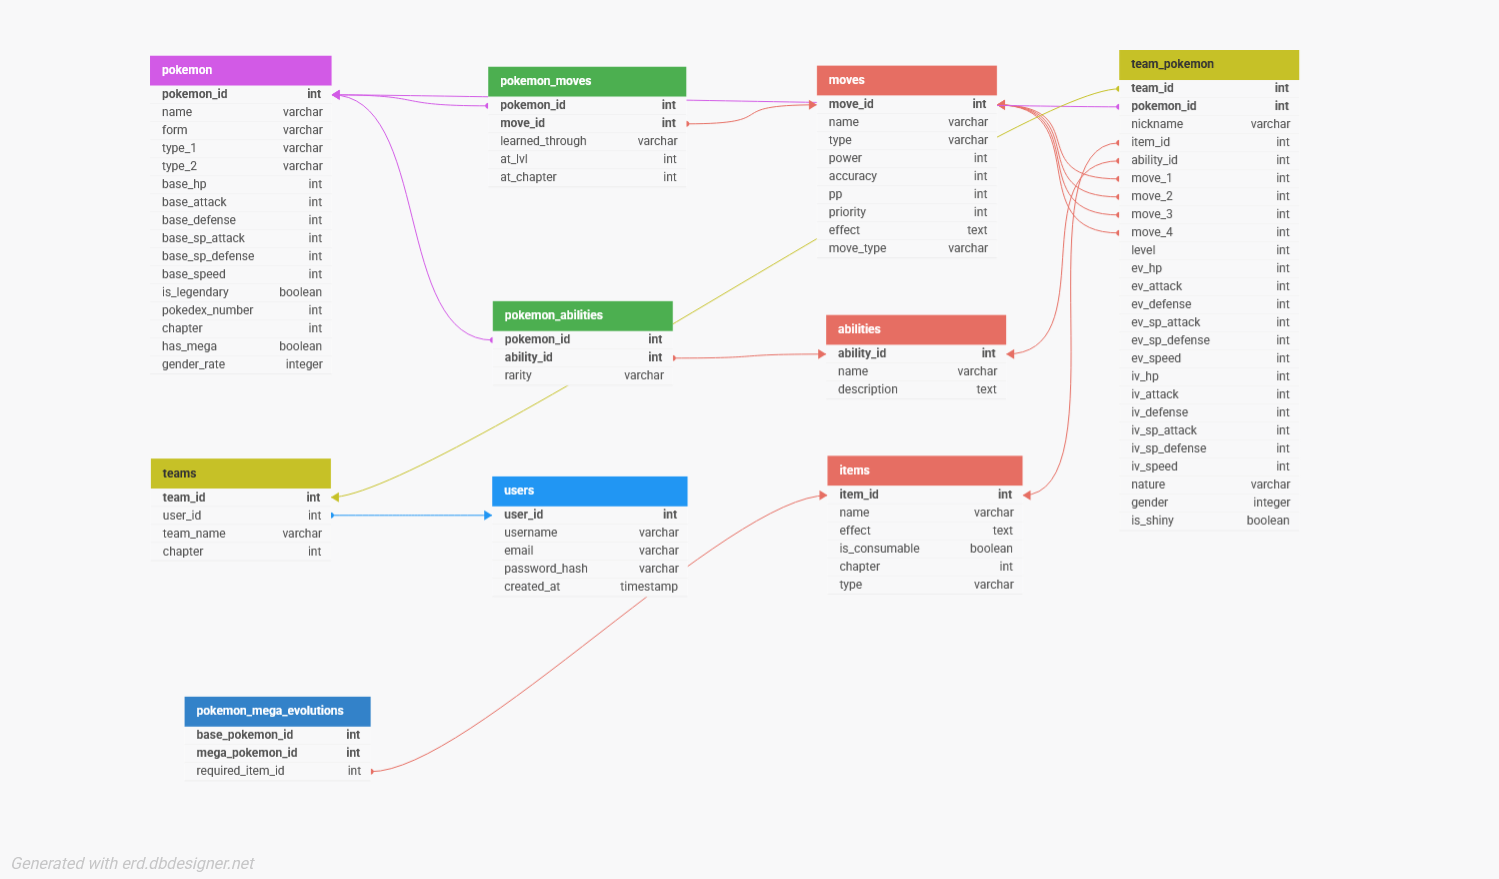 pokemon
pokemon_id int
name varchar
form varchar
type_1 varchar
type_2 varchar
base_hp int
base_attack int
base_defense int
base_sp_attack int
base_sp_defense int
base_speed int
is_legendary boolean
pokedex_number int
chapter int
has_mega boolean
gender_rate integer
pokemon_moves
pokemon_id int
move_id int
learned_through varchar
at_lvl int
at_chapter int
moves
move_id int
name varchar
type varchar
power int
accuracy int
pp int
priority int
effect text
move_type varchar
team_pokemon
team_id int
pokemon_id int
nickname varchar
item_id int
ability_id int
move_1 int
move_2 int
move_3 int
move_4 int
level int
ev_hp int
ev_attack int
ev_defense int
ev_sp_attack int
ev_sp_defense int
ev_speed int
iv_hp int
iv_attack int
iv_defense int
iv_sp_attack int
iv_sp_defense int
iv_speed int
nature varchar
gender integer
is_shiny boolean
pokemon_abilities
pokemon_id int
ability_id int
rarity varchar
abilities
ability_id int
name varchar
description text
teams
team_id int
user_id int
team_name varchar
chapter int
users
user_id int
username varchar
email varchar
password_hash varchar
created_at timestamp
items
item_id int
name varchar
effect text
is_consumable boolean
chapter int
type varchar
pokemon_mega_evolutions
base_pokemon_id int
mega_pokemon_id int
required_item_id int
Generated with erd.dbdesigner.net